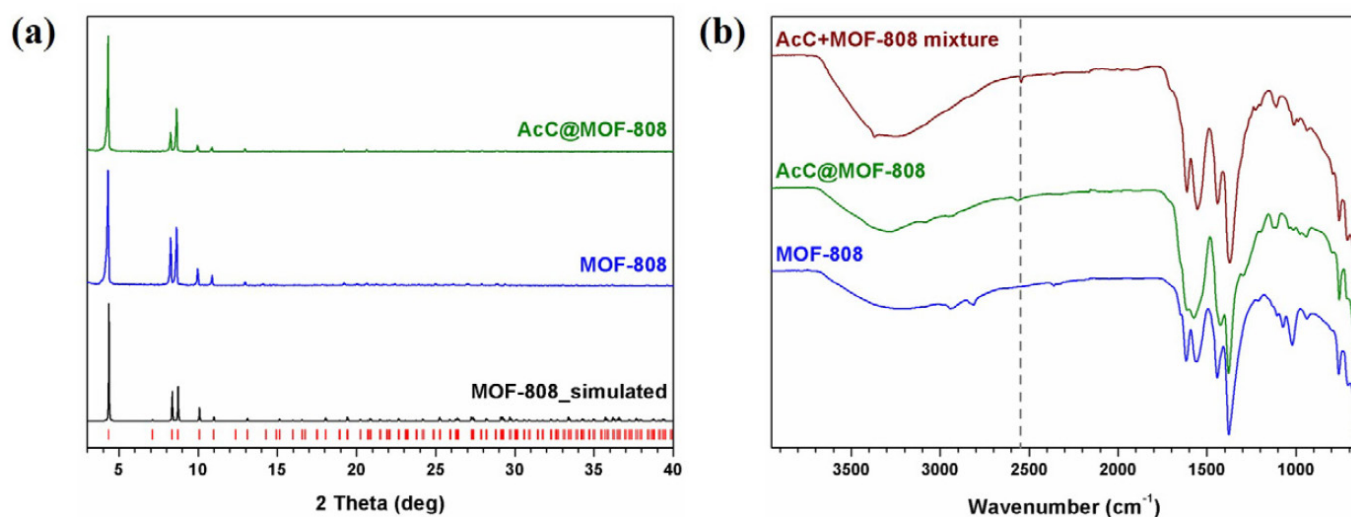 (a)
AcC@MOF-808
MOF-808
MOF-808_simulated
5 10 15 20 25 30 35 40
2 Theta (deg)
(b)
AcC+MOF-808 mixture
AcC@MOF-808
MOF-808
3500 3000 2500 2000 1500 1000
Wavenumber (cm⁻¹)